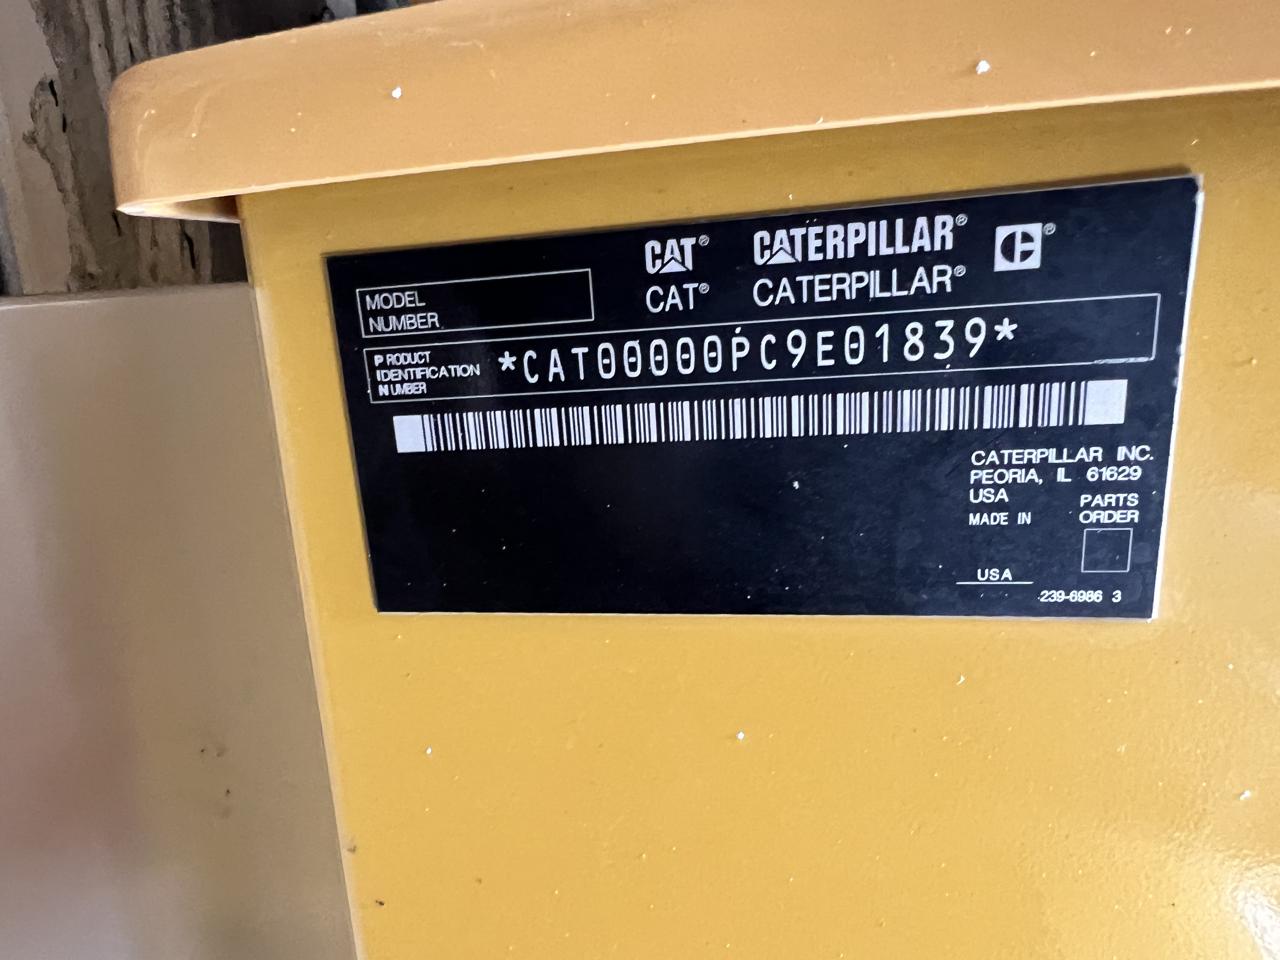 CAT® CATERPILLAR® C®
CAT® CATERPILLAR®
MODEL
NUMBER
PRODUCT
IDENTIFICATION
NUMBER
*CAT00000PC9E01839*
CATERPILLAR INC.
PEORIA, IL 61629
USA
PARTS
ORDER
MADE IN
USA
239-6986 3